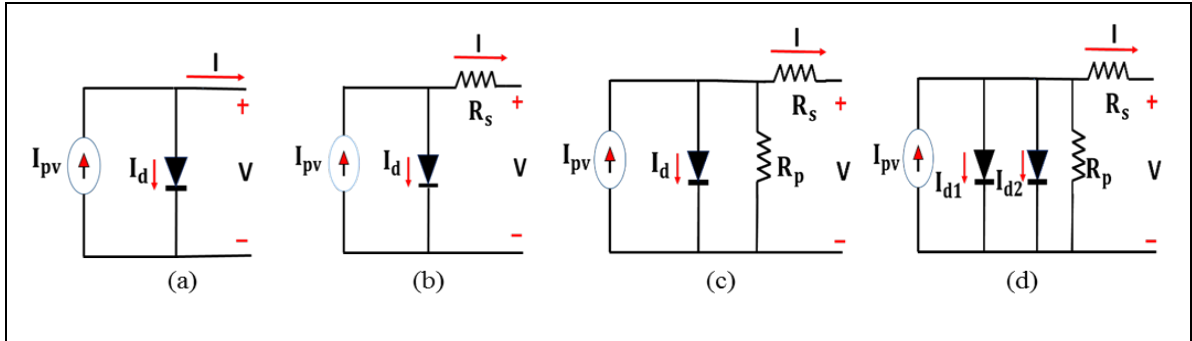 I
I_pv
I_d
+
V
−
(a)
I
R_s
I_pv
I_d
+
V
−
(b)
I
R_s
I_pv
I_d
R_p
+
V
−
(c)
I
R_s
I_pv
I_d1
I_d2
R_p
+
V
−
(d)